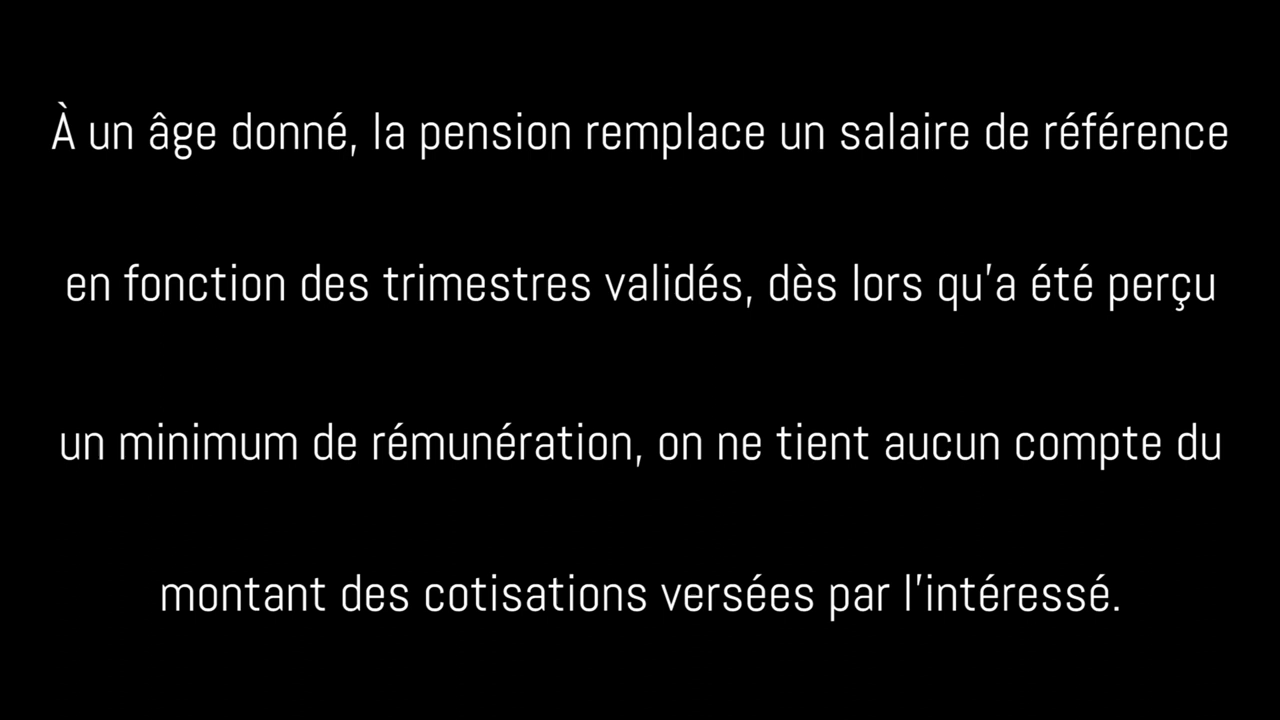 À un âge donné, la pension remplace un salaire de référence
en fonction des trimestres validés, dès lors qu’a été perçu
un minimum de rémunération, on ne tient aucun compte du
montant des cotisations versées par l’intéressé.